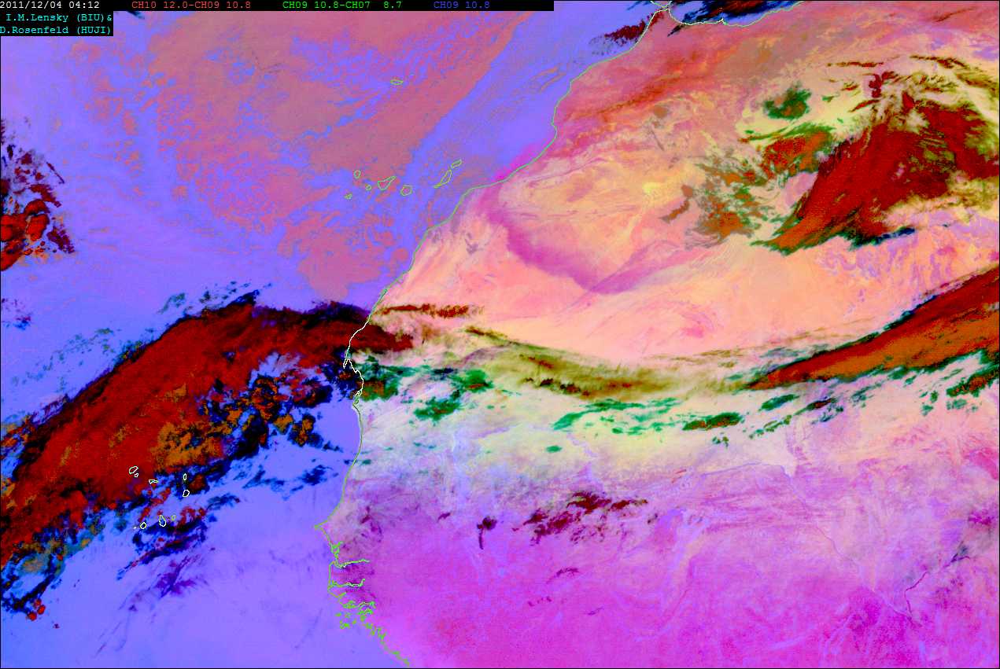 2011/12/04 04:12 CH10 12.0-CH09 10.8 CH09 10.8-CH07 8.7 CH09 10.8
I.M.Lensky (BIU)&
D.Rosenfeld (HUJI)